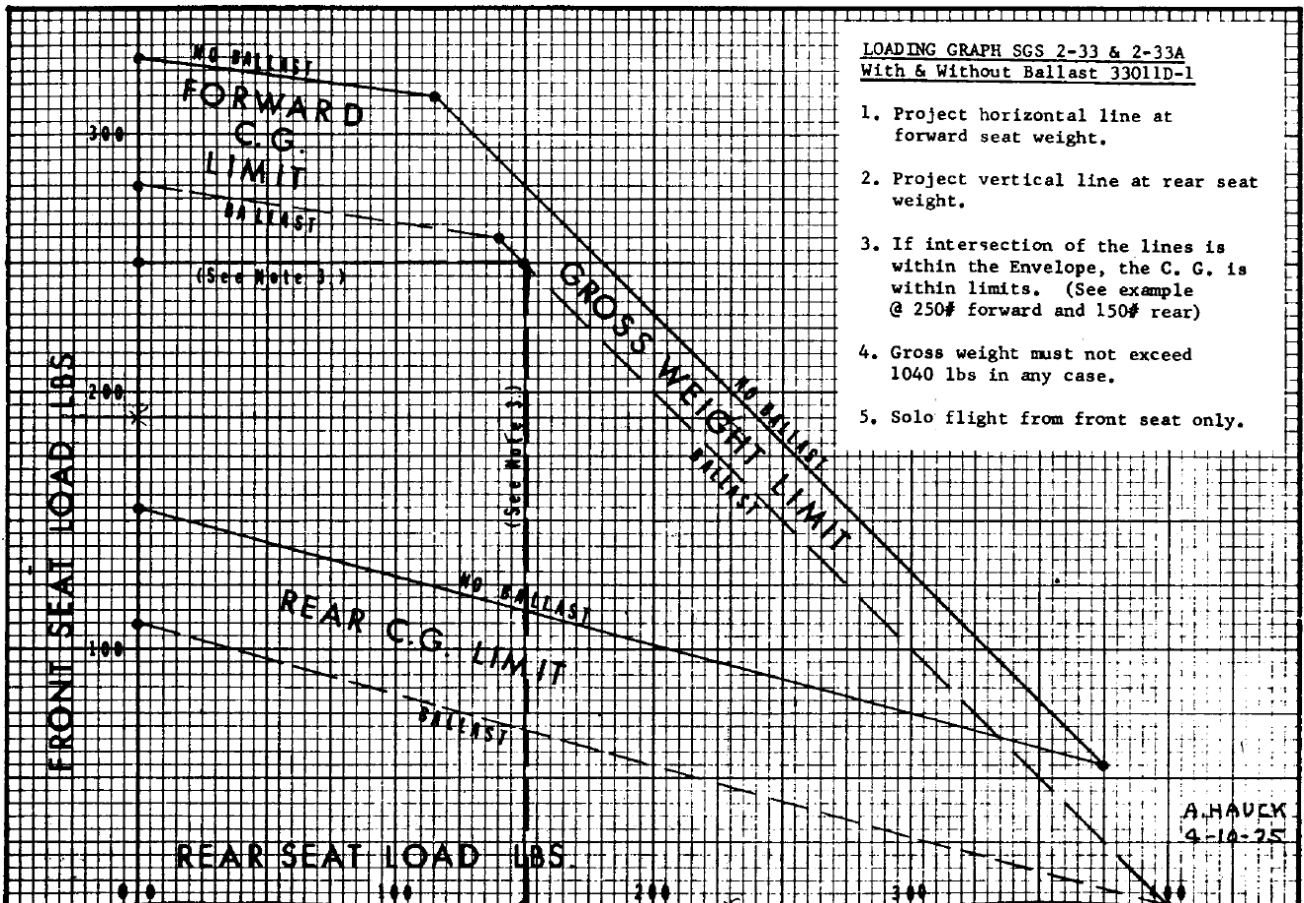 LOADING GRAPH SGS 2-33 & 2-33A
With & Without Ballast 33011D-1
1. Project horizontal line at
forward seat weight.
2. Project vertical line at rear seat
weight.
3. If intersection of the lines is
within the Envelope, the C. G. is
within limits. (See example
@ 250# forward and 150# rear)
4. Gross weight must not exceed
1040 lbs in any case.
5. Solo flight from front seat only.
NO BALLAST
FORWARD
C.G.
LIMIT
BALLAST
(See Note 3.)
300
200
100
FRONT SEAT LOAD LBS
GROSS WEIGHT LIMIT
NO BALLAST
BALLAST
(See Note 3.)
NO BALLAST
REAR C.G. LIMIT
BALLAST
REAR SEAT LOAD LBS.
100
200
300
A.HAUCK